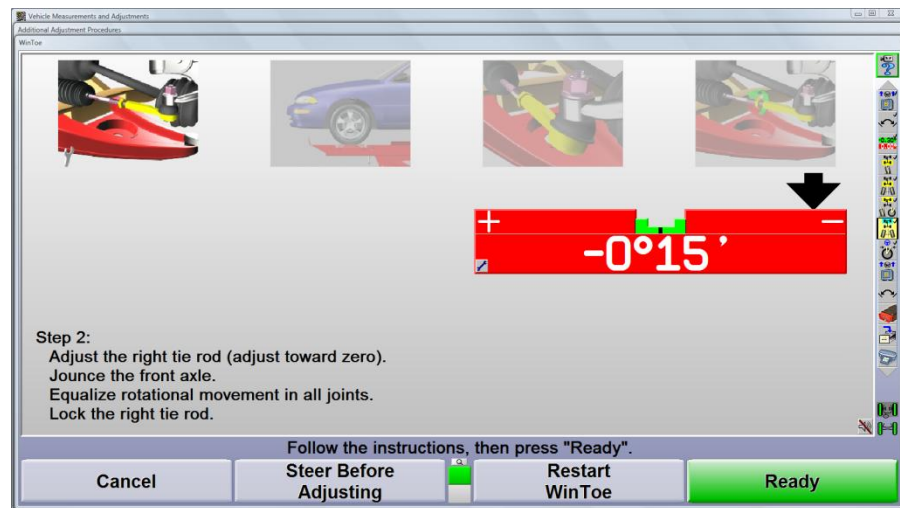 Vehicle Measurements and Adjustments
Additional Adjustment Procedures
WinToe
+ −
-0°15'
Step 2:
Adjust the right tie rod (adjust toward zero).
Jounce the front axle.
Equalize rotational movement in all joints.
Lock the right tie rod.
Follow the instructions, then press "Ready".
Cancel
Steer Before
Adjusting
Restart
WinToe
Ready